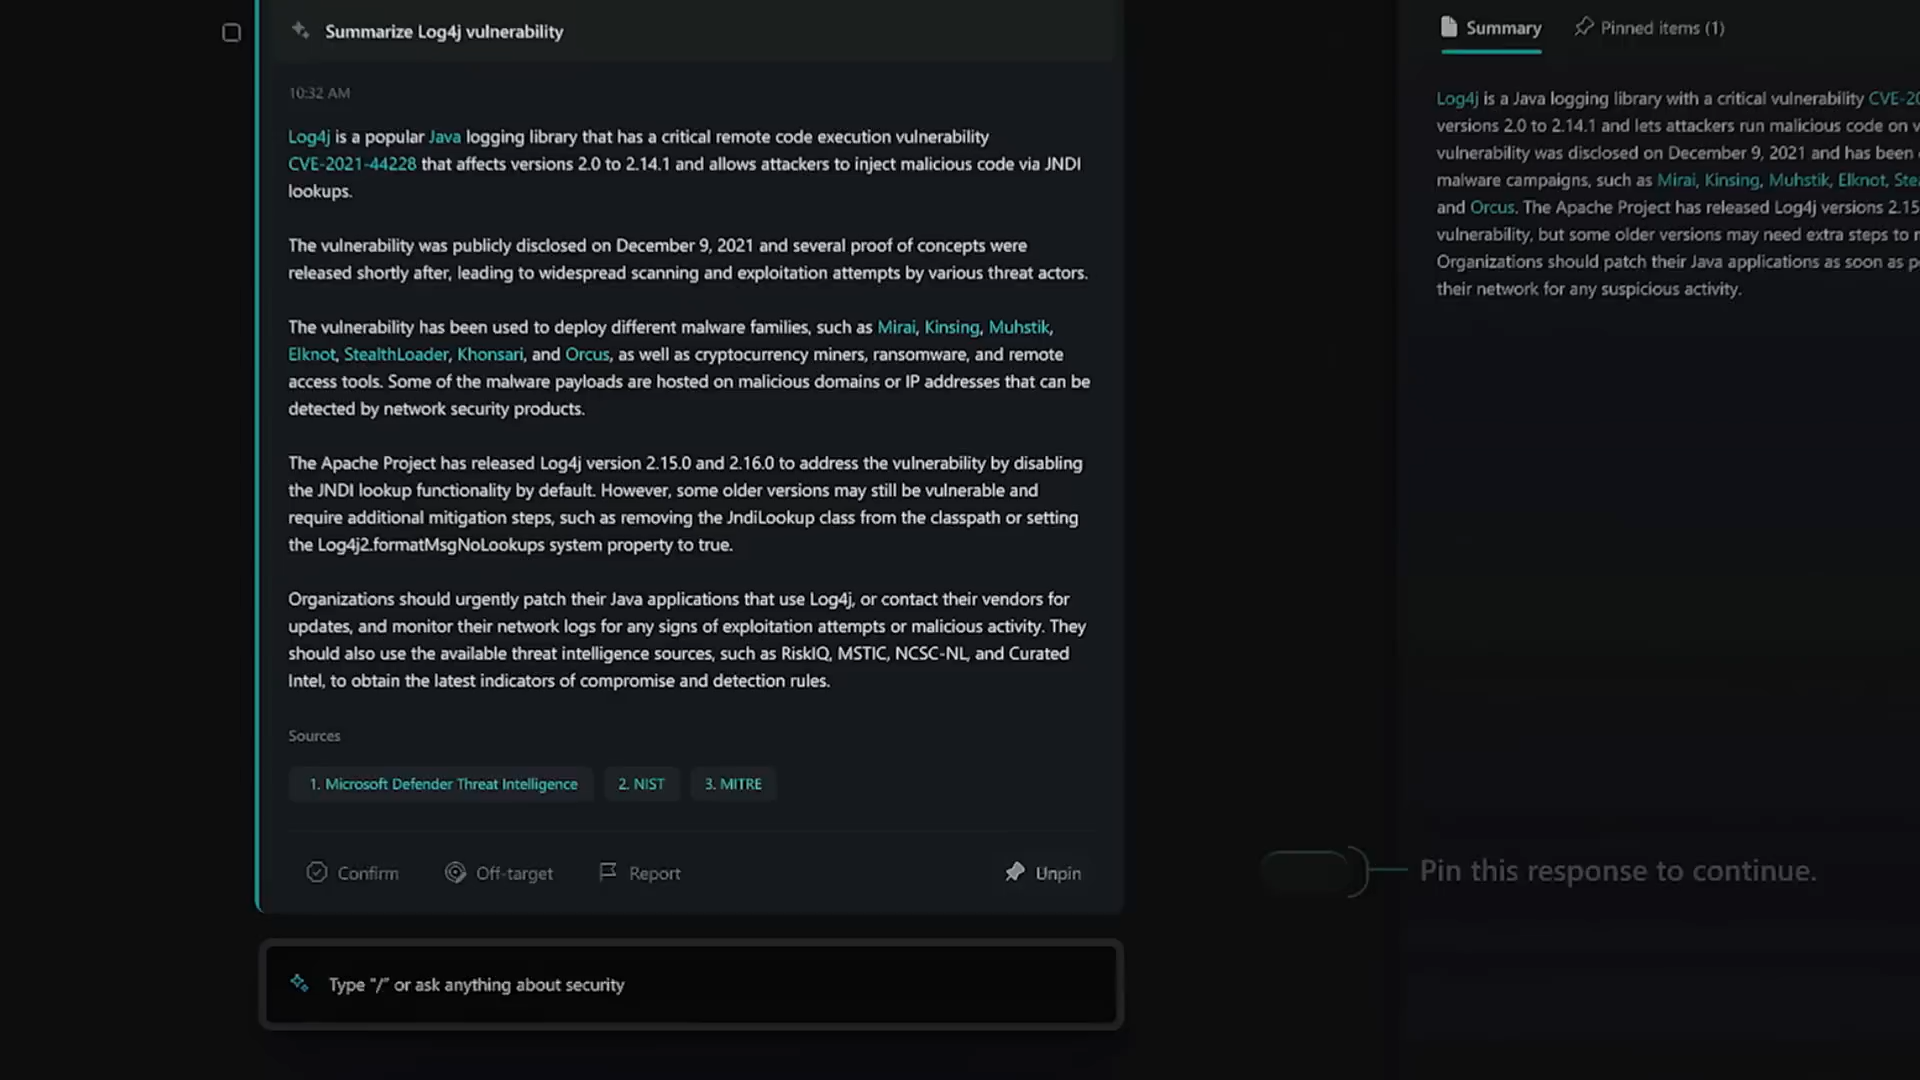 Summarize Log4j vulnerability
10:32 AM
Log4j is a popular Java logging library that has a critical remote code execution vulnerability
CVE-2021-44228 that affects versions 2.0 to 2.14.1 and allows attackers to inject malicious code via JNDI
lookups.
The vulnerability was publicly disclosed on December 9, 2021 and several proof of concepts were
released shortly after, leading to widespread scanning and exploitation attempts by various threat actors.
The vulnerability has been used to deploy different malware families, such as Mirai, Kinsing, Muhstik,
Elknot, StealthLoader, Khonsari, and Orcus, as well as cryptocurrency miners, ransomware, and remote
access tools. Some of the malware payloads are hosted on malicious domains or IP addresses that can be
detected by network security products.
The Apache Project has released Log4j version 2.15.0 and 2.16.0 to address the vulnerability by disabling
the JNDI lookup functionality by default. However, some older versions may still be vulnerable and
require additional mitigation steps, such as removing the JndiLookup class from the classpath or setting
the Log4j2.formatMsgNoLookups system property to true.
Organizations should urgently patch their Java applications that use Log4j, or contact their vendors for
updates, and monitor their network logs for any signs of exploitation attempts or malicious activity. They
should also use the available threat intelligence sources, such as RiskIQ, MSTIC, NCSC-NL, and Curated
Intel, to obtain the latest indicators of compromise and detection rules.
Sources
1. Microsoft Defender Threat Intelligence 2. NIST 3. MITRE
Confirm Off-target Report Unpin
Type "/" or ask anything about security
Summary Pinned items (1)
Log4j is a Java logging library with a critical vulnerability CVE-20
versions 2.0 to 2.14.1 and lets attackers run malicious code on v
vulnerability was disclosed on December 9, 2021 and has been
malware campaigns, such as Mirai, Kinsing, Muhstik, Elknot, Stea
and Orcus. The Apache Project has released Log4j versions 2.15
vulnerability, but some older versions may need extra steps to
Organizations should patch their Java applications as soon as p
their network for any suspicious activity.
Pin this response to continue.